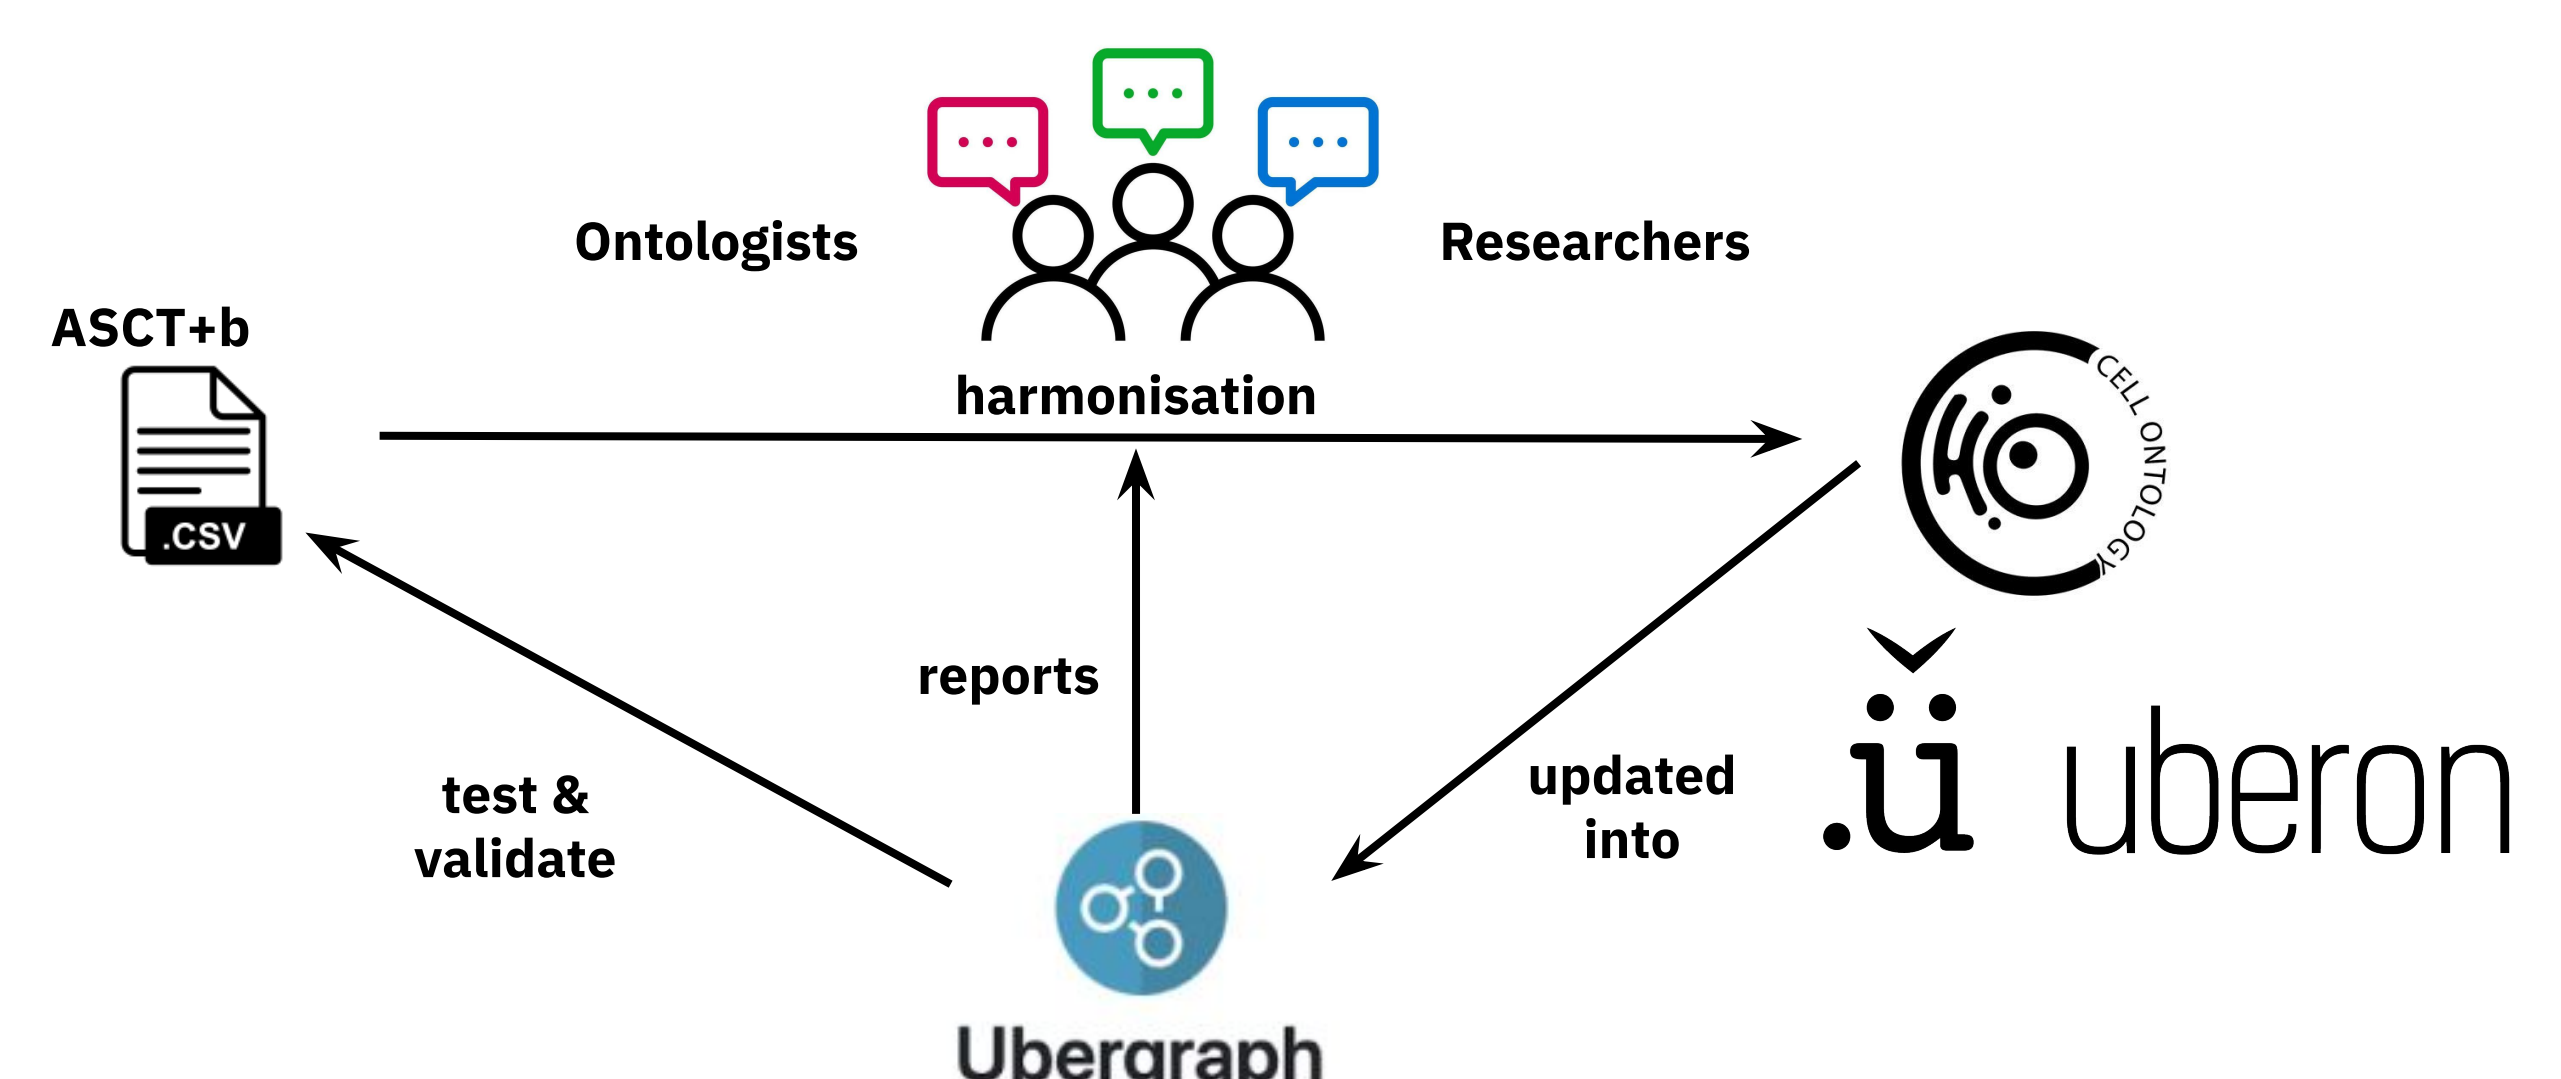 Ontologists
Researchers
ASCT+b
.CSV
harmonisation
CELL ONTOLOGY
reports
test &
validate
updated
into
.ü uberon
Ubergraph